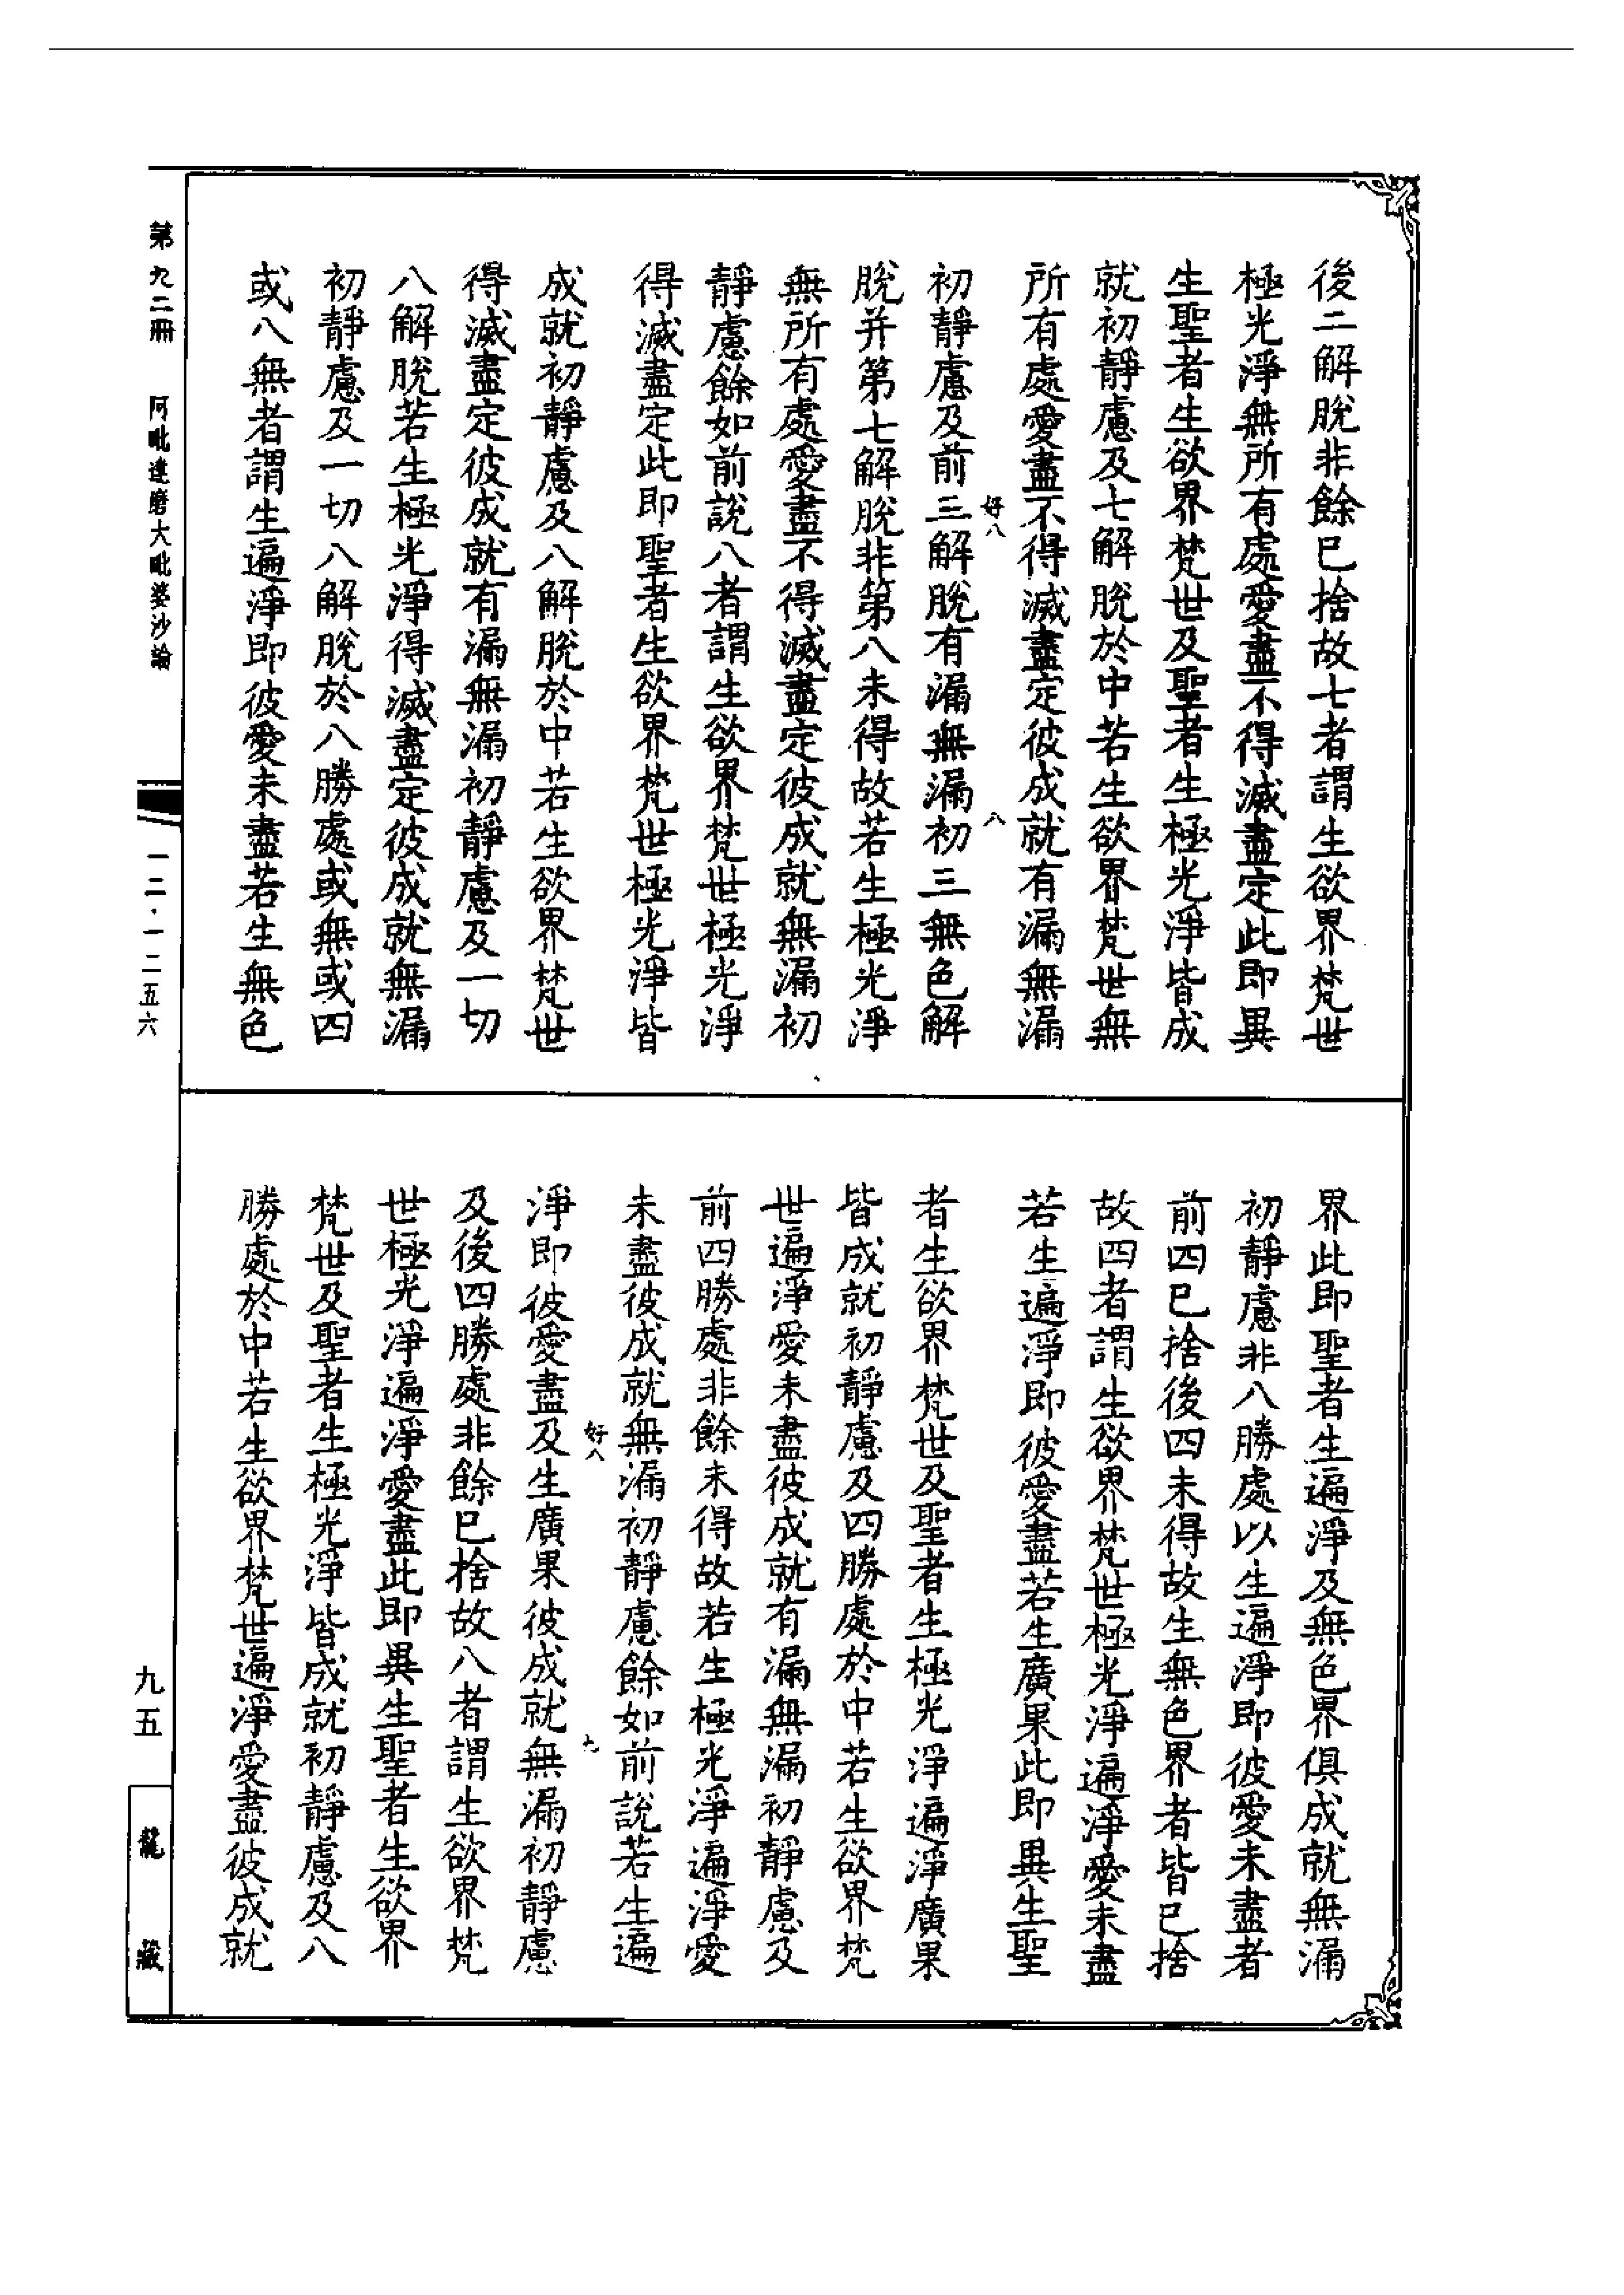 後二解脫非餘已捨故七者謂生欲界梵世
極光淨無所有處愛盡不得滅盡定此即異
生聖者生欲界梵世及聖者生極光淨皆成
就初靜慮及七解脫於中若生欲界梵世無
所有處愛盡不得滅盡定彼成就有漏無漏
好八
八
初靜慮及前三解脫有漏無漏初三無色解
脫并第七解脫非第八未得故若生極光淨
無所有處愛盡不得滅盡定彼成就無漏初
靜慮餘如前說八者謂生欲界梵世極光淨
得滅盡定此即聖者生欲界梵世極光淨皆
成就初靜慮及八解脫於中若生欲界梵世
得滅盡定彼成就有漏無漏初靜慮及一切
八解脫若生極光淨得滅盡定彼成就無漏
初靜慮及一切八解脫於八勝處或無或四
或八無者謂生遍淨即彼愛未盡若生無色
界此即聖者生遍淨及無色界俱成就無漏
初靜慮非八勝處以生遍淨即彼愛未盡者
前四已捨後四未得故生無色界者皆已捨
故四者謂生欲界梵世極光淨遍淨愛未盡
若生遍淨即彼愛盡若生廣果此即異生聖
者生欲界梵世及聖者生極光淨遍淨廣果
皆成就初靜慮及四勝處於中若生欲界梵
世遍淨愛未盡彼成就有漏無漏初靜慮及
前四勝處非餘未得故若生極光淨遍淨愛
未盡彼成就無漏初靜慮餘如前說若生遍
好八
九
淨即彼愛盡及生廣果彼成就無漏初靜慮
及後四勝處非餘已捨故八者謂生欲界梵
世極光淨遍淨愛盡此即異生聖者生欲界
梵世及聖者生極光淨皆成就初靜慮及八
勝處於中若生欲界梵世遍淨愛盡彼成就
第九二冊 阿毗達磨大毗婆沙論
一二·一二五六
九五
龍藏